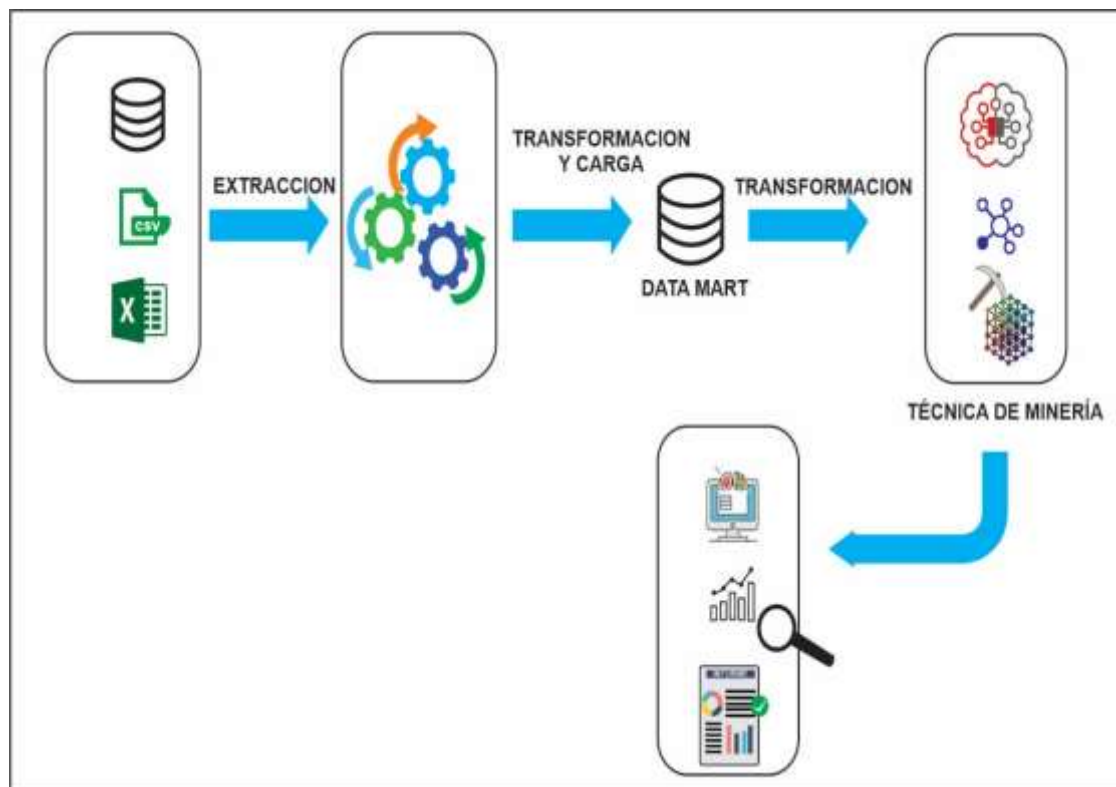 EXTRACCION
CSV
X
TRANSFORMACION
Y CARGA
DATA MART
TRANSFORMACION
TÉCNICA DE MINERÍA